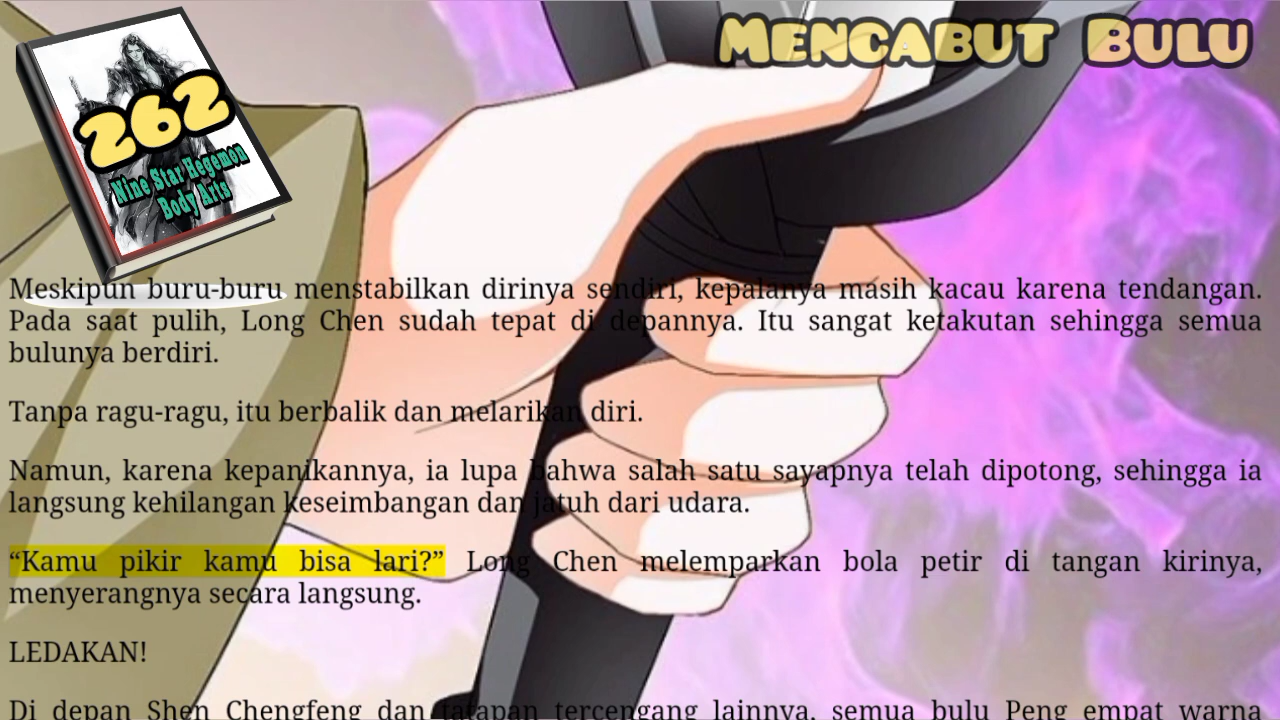 Mencabut Bulu
262
Nine Star Hegemon
Body Arts
Meskipun buru-buru menstabilkan dirinya sendiri, kepalanya masih kacau karena tendangan.
Pada saat pulih, Long Chen sudah tepat di depannya. Itu sangat ketakutan sehingga semua
bulunya berdiri.
Tanpa ragu-ragu, itu berbalik dan melarikan diri.
Namun, karena kepanikannya, ia lupa bahwa salah satu sayapnya telah dipotong, sehingga ia
langsung kehilangan keseimbangan dan jatuh dari udara.
“Kamu pikir kamu bisa lari?” Long Chen melemparkan bola petir di tangan kirinya,
menyerangnya secara langsung.
LEDAKAN!
Di depan Shen Chengfeng dan tatapan tercengang lainnya, semua bulu Peng empat warna